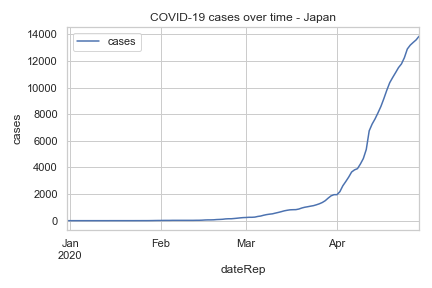 COVID-19 cases over time - Japan
cases
14000
12000
10000
8000
6000
4000
2000
0
cases
Jan
2020
Feb
Mar
Apr
dateRep